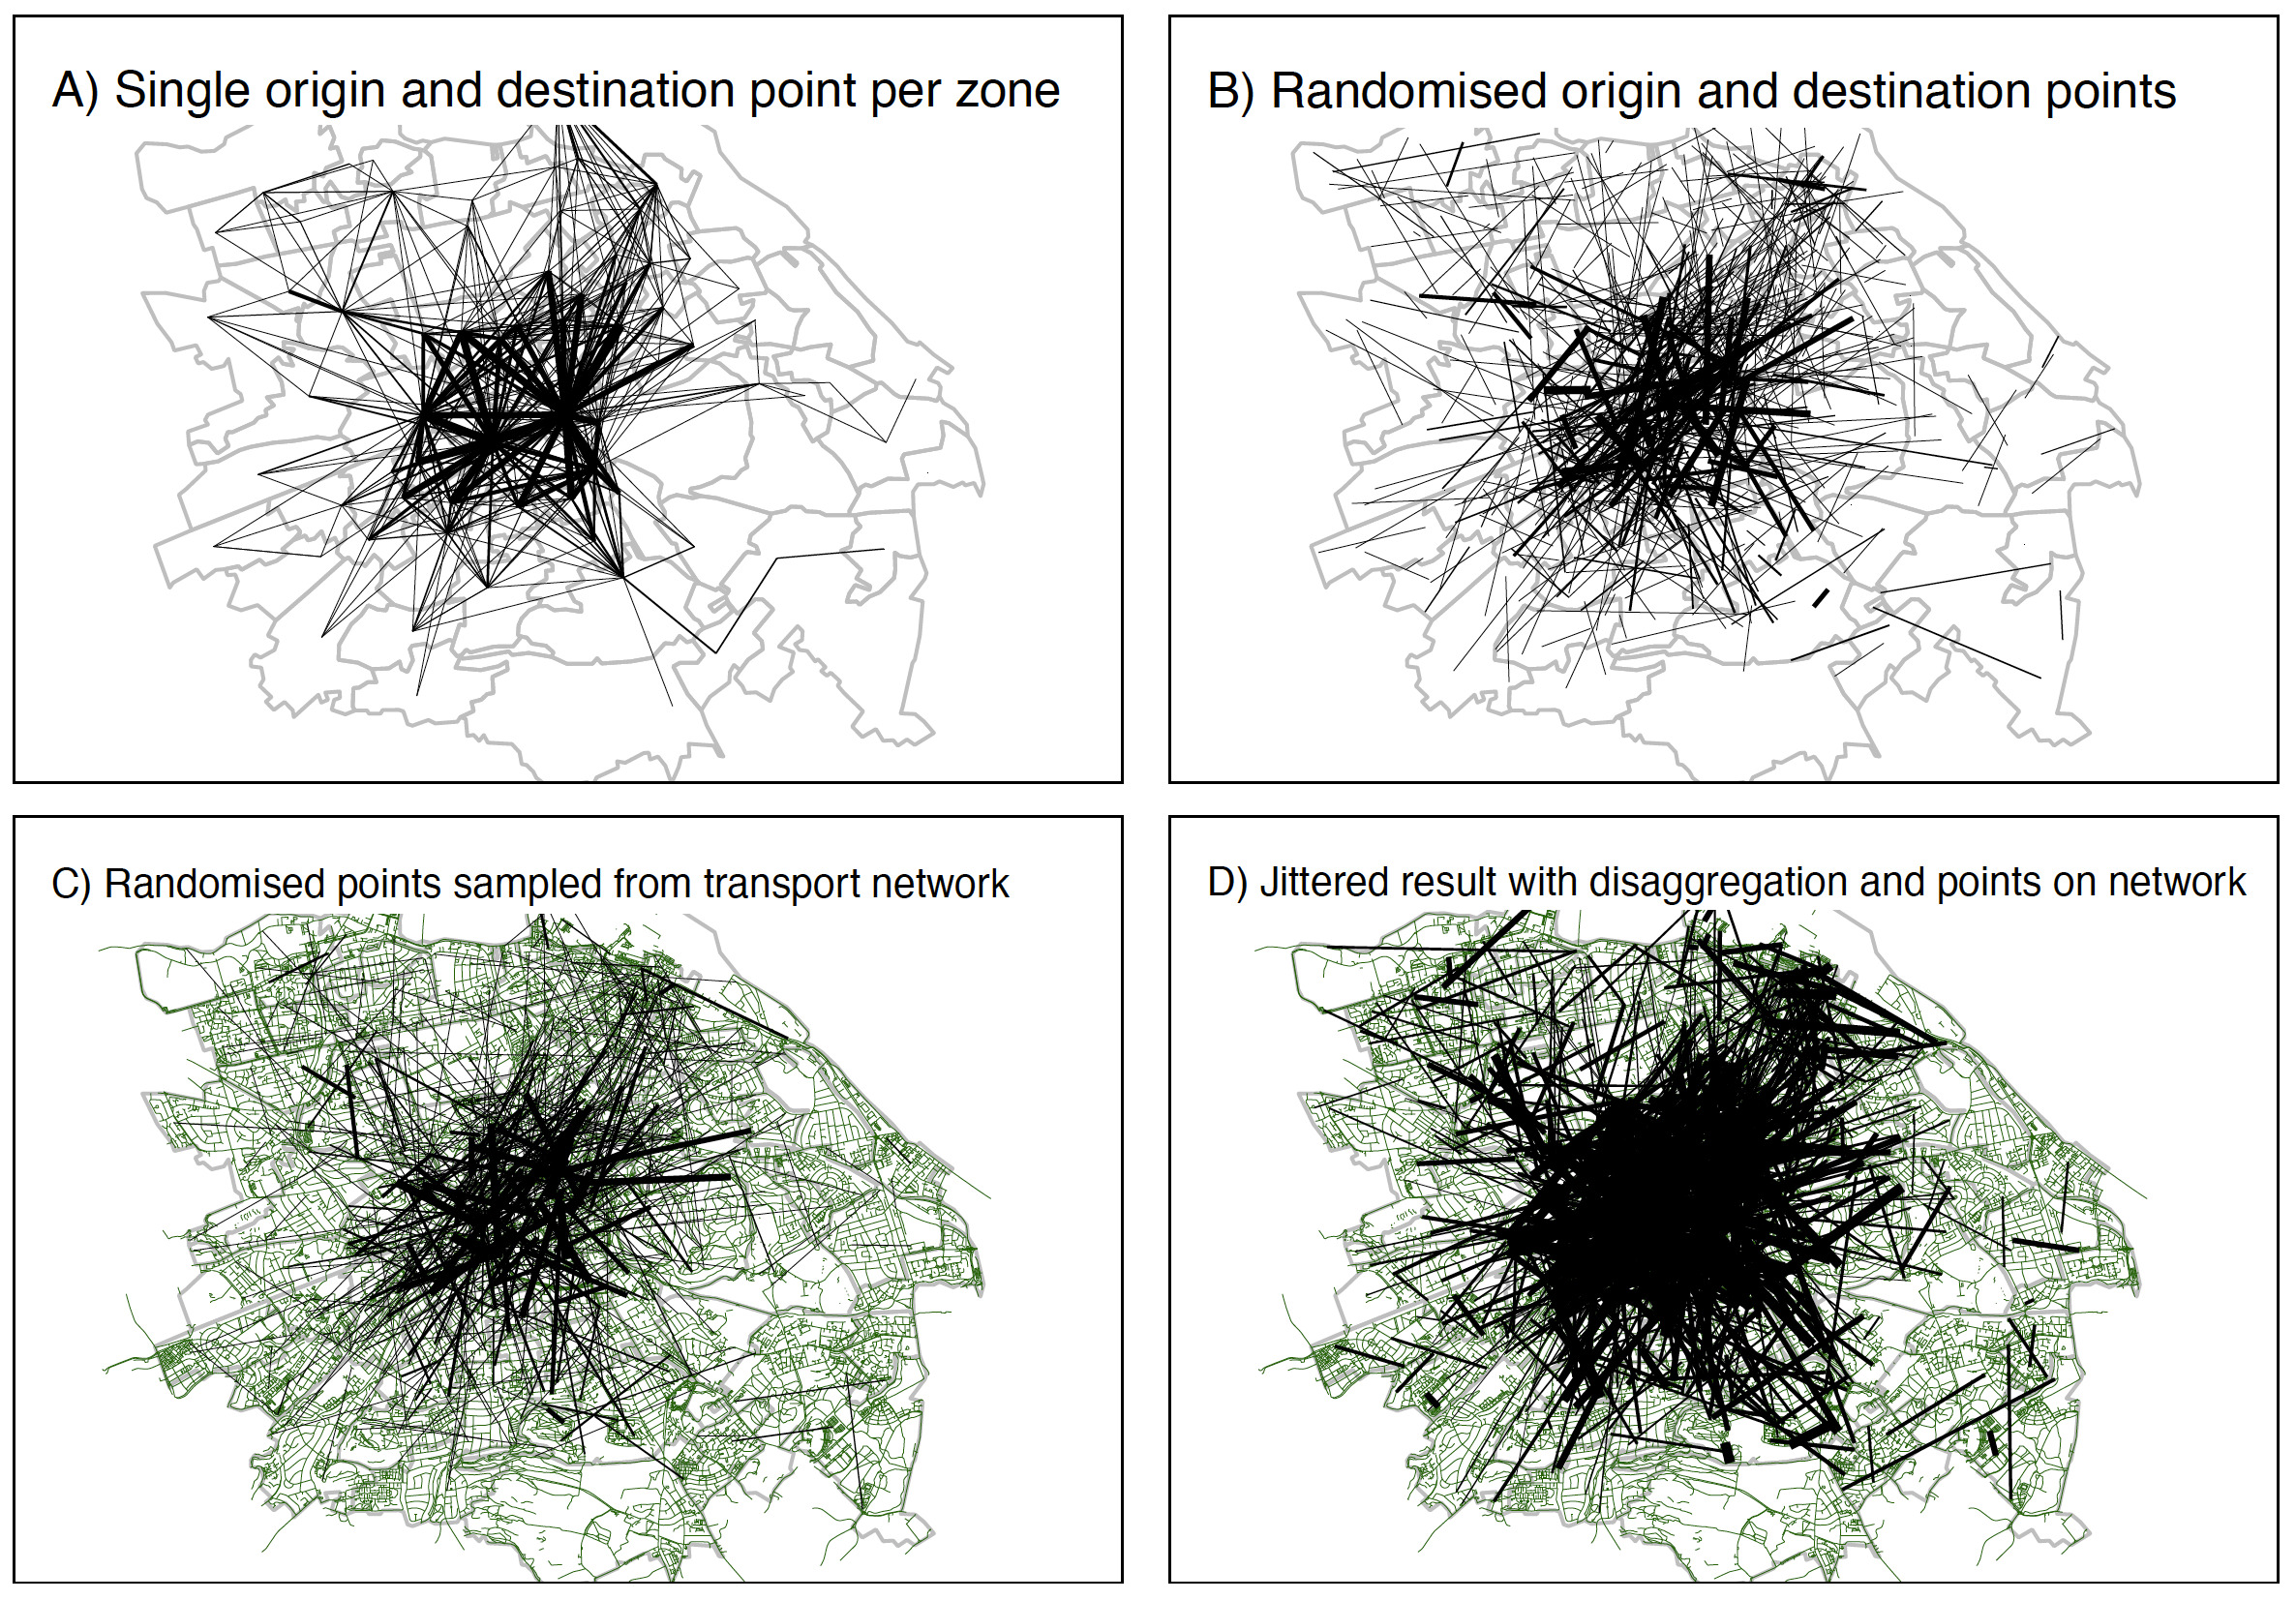 A) Single origin and destination point per zone
B) Randomised origin and destination points
C) Randomised points sampled from transport network
D) Jittered result with disaggregation and points on network